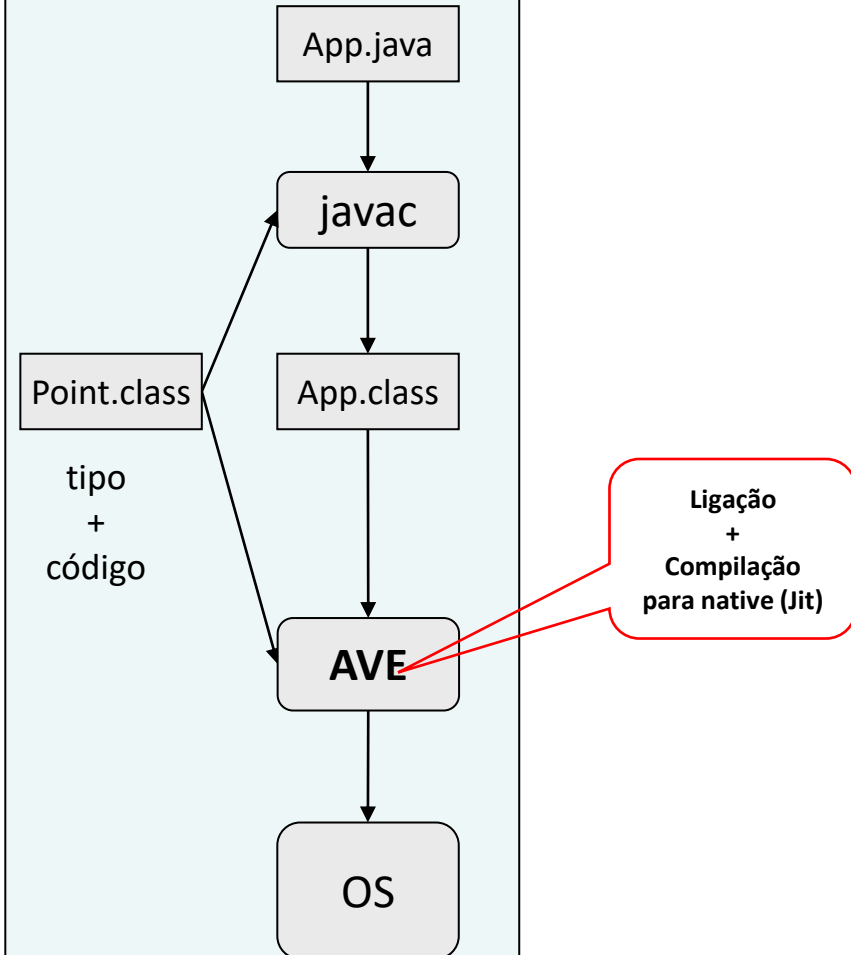 App.java
javac
Point.class
App.class
tipo
+
código
Ligação
+
Compilação
para native (Jit)
AVE
OS